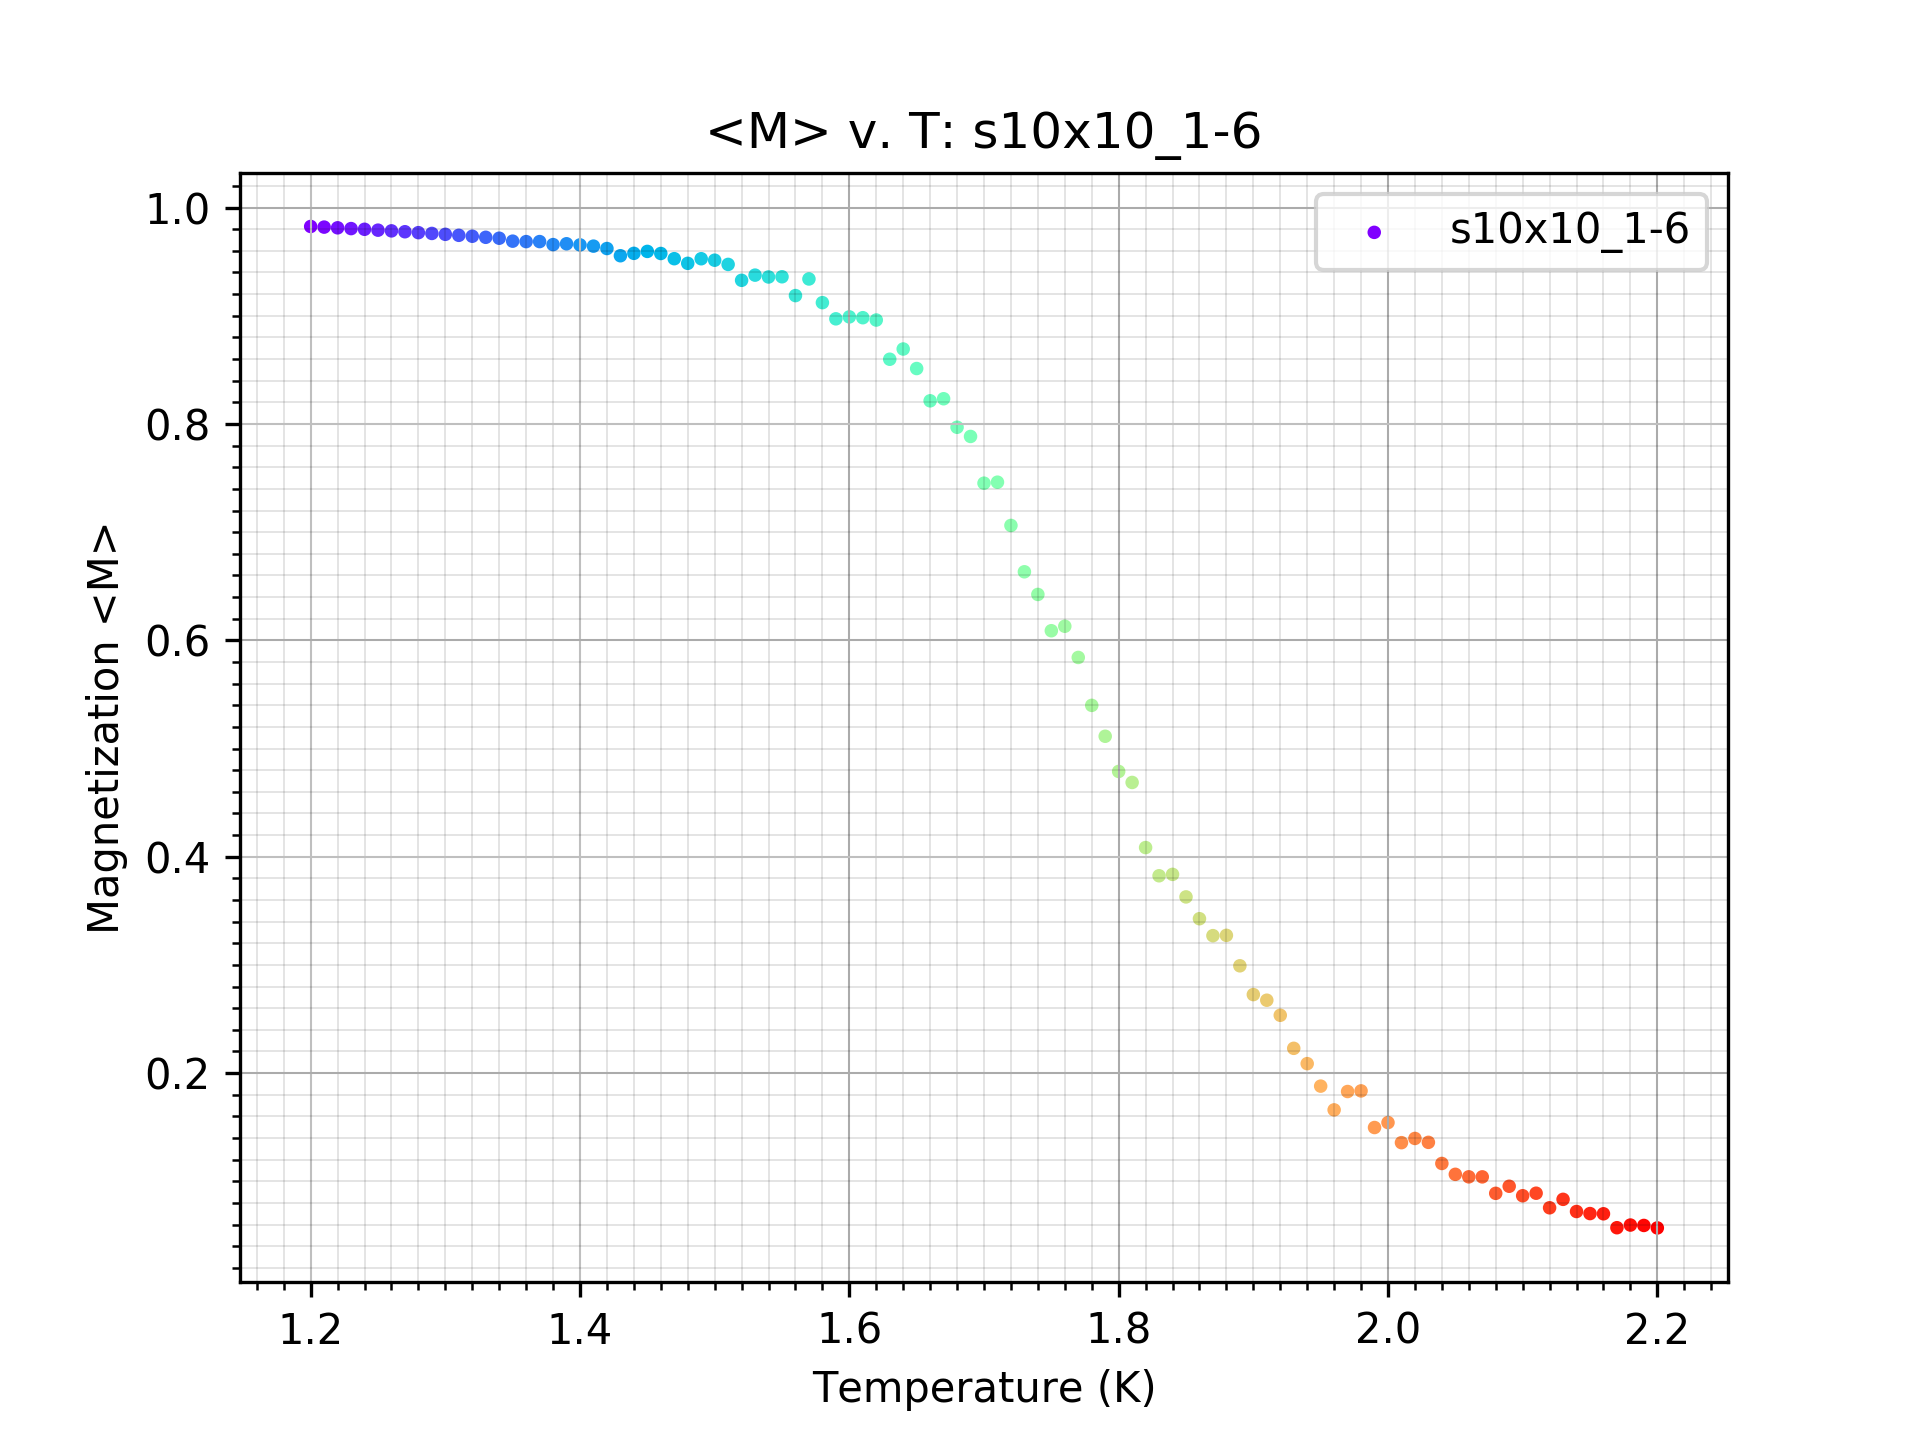 <M> v. T: s10x10_1-6
s10x10_1-6
Magnetization <M>
1.0
0.8
0.6
0.4
0.2
1.2 1.4 1.6 1.8 2.0 2.2
Temperature (K)